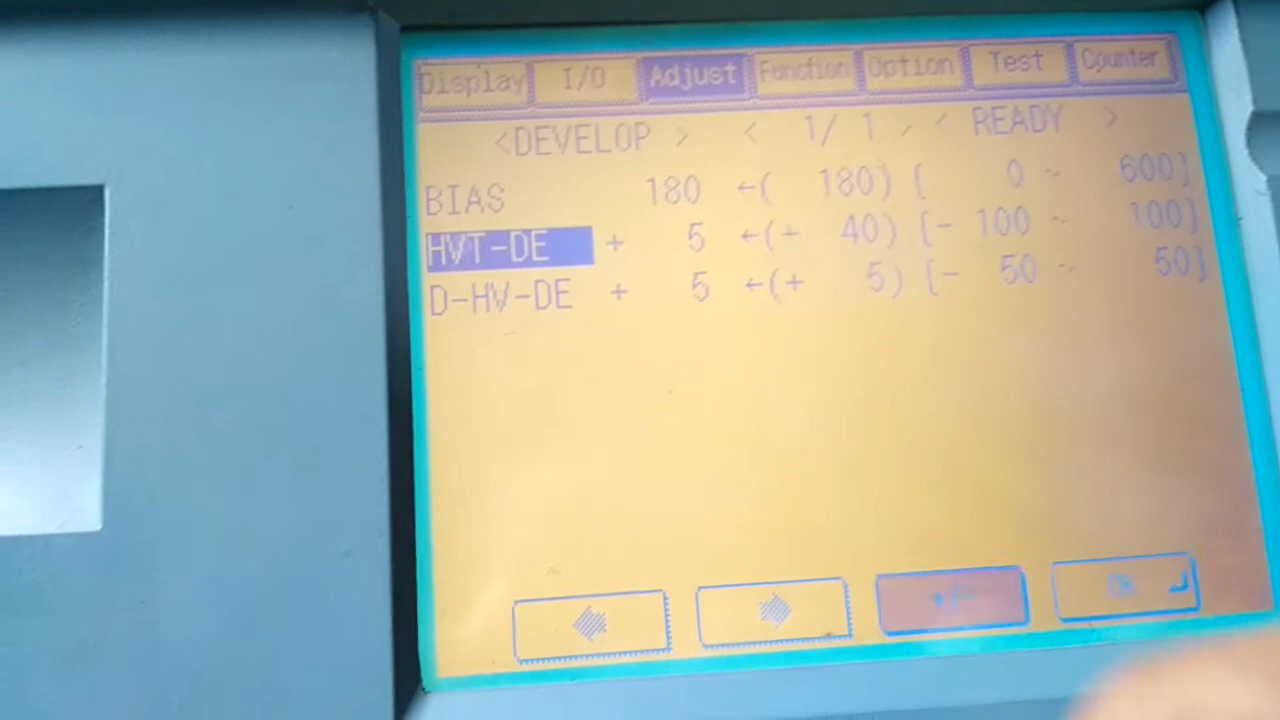 Display I/O Adjust Function Option Test Counter
<DEVELOP > < 1/ 1 / < READY >
BIAS 180 ←( 180) [ 0 ~ 600]
HVT-DE + 5 ←(+ 40) [- 100 ~ 100]
D-HV-DE + 5 ←(+ 5) [- 50 ~ 50]
+/- OK